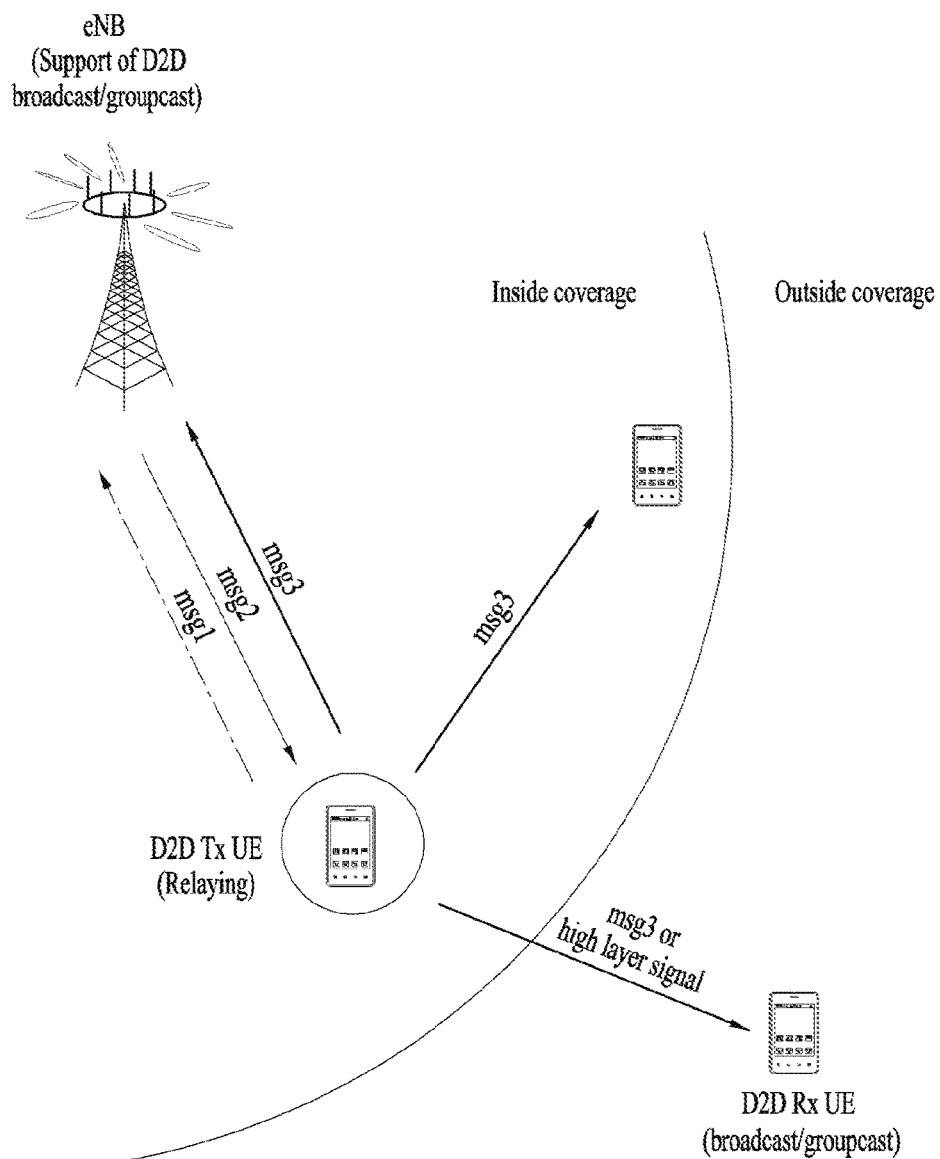 eNB
(Support of D2D
broadcast/groupcast)
Inside coverage
Outside coverage
msg1
msg2
msg3
msg3
D2D Tx UE
(Relaying)
msg3 or
high layer signal
D2D Rx UE
(broadcast/groupcast)